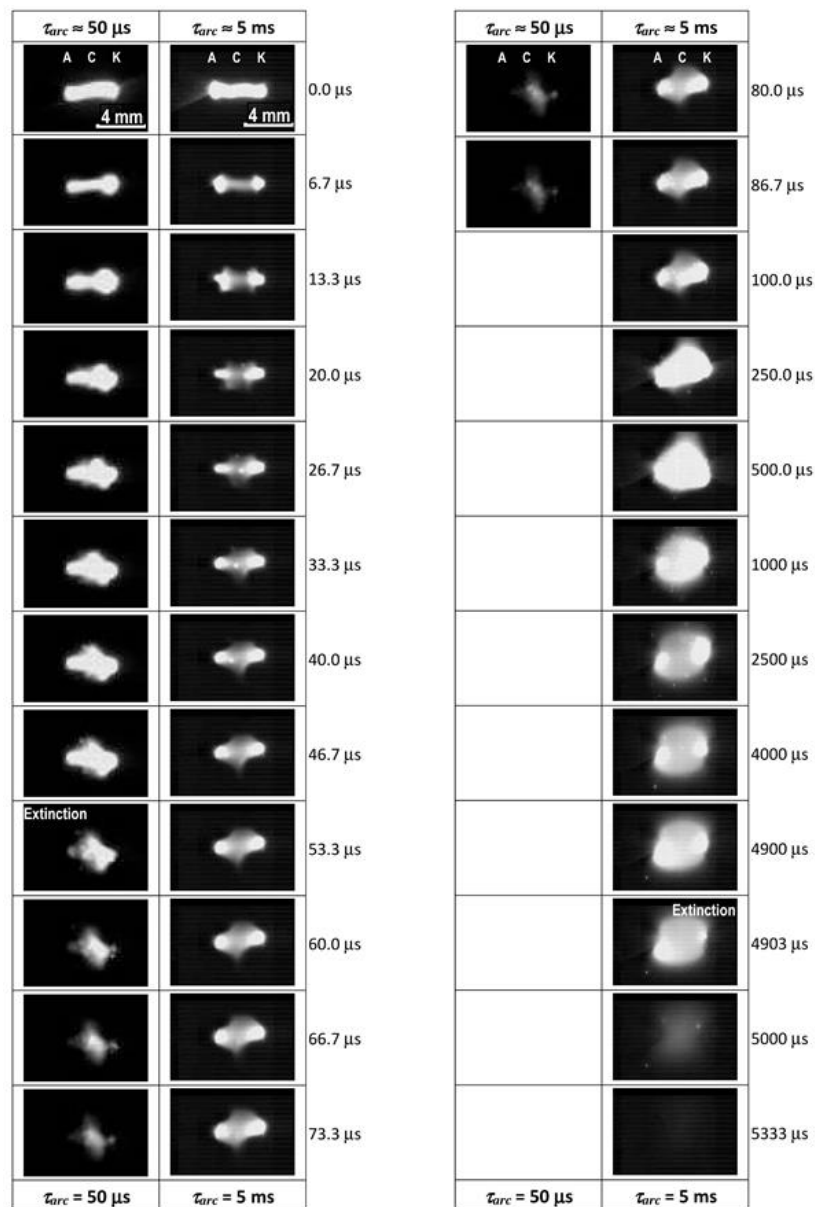 τarc ≈ 50 μs τarc ≈ 5 ms
A C K A C K
4 mm 4 mm
0.0 μs
6.7 μs
13.3 μs
20.0 μs
26.7 μs
33.3 μs
40.0 μs
46.7 μs
Extinction
53.3 μs
60.0 μs
66.7 μs
73.3 μs
τarc = 50 μs τarc = 5 ms
τarc ≈ 50 μs τarc ≈ 5 ms
A C K A C K
80.0 μs
86.7 μs
100.0 μs
250.0 μs
500.0 μs
1000 μs
2500 μs
4000 μs
4900 μs
Extinction
4903 μs
5000 μs
5333 μs
τarc = 50 μs τarc = 5 ms